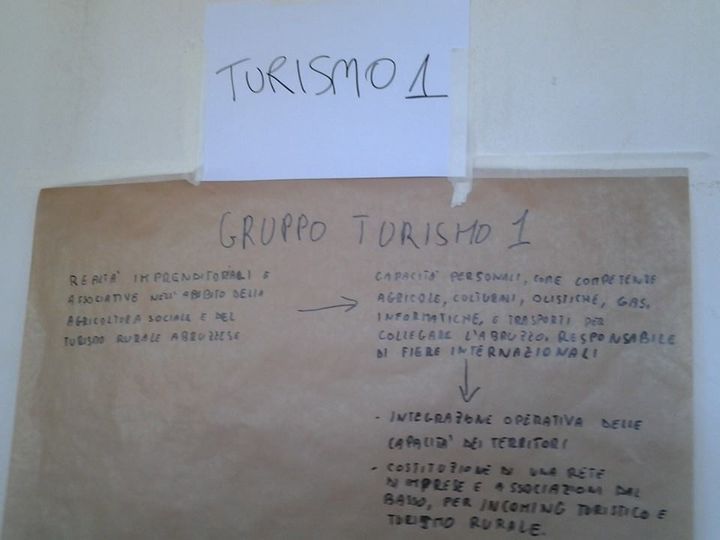 TURISMO 1
GRUPPO TURISMO 1
REALTA' IMPRENDITORIALI E
ASSOCIATIVE NELL'AMBITO DELLA
AGRICOLTURA SOCIALE E DEL
TURISMO RURALE ABRUZZESE
CAPACITA' PERSONALI, COME COMPETENZE
AGRICOLE, CULTURALI, OLISTICHE, GAS,
INFORMATICHE, E TRASPORTI PER
COLLEGARE L'ABRUZZO. RESPONSABILE
DI FIERE INTERNAZIONALI
- INTEGRAZIONE OPERATIVA DELLE
CAPACITA' DEI TERRITORI
- COSTITUZIONE DI UNA RETE
DI IMPRESE E ASSOCIAZIONI DAL
BASSO, PER INCOMING TURISTICO E
TURISMO RURALE.